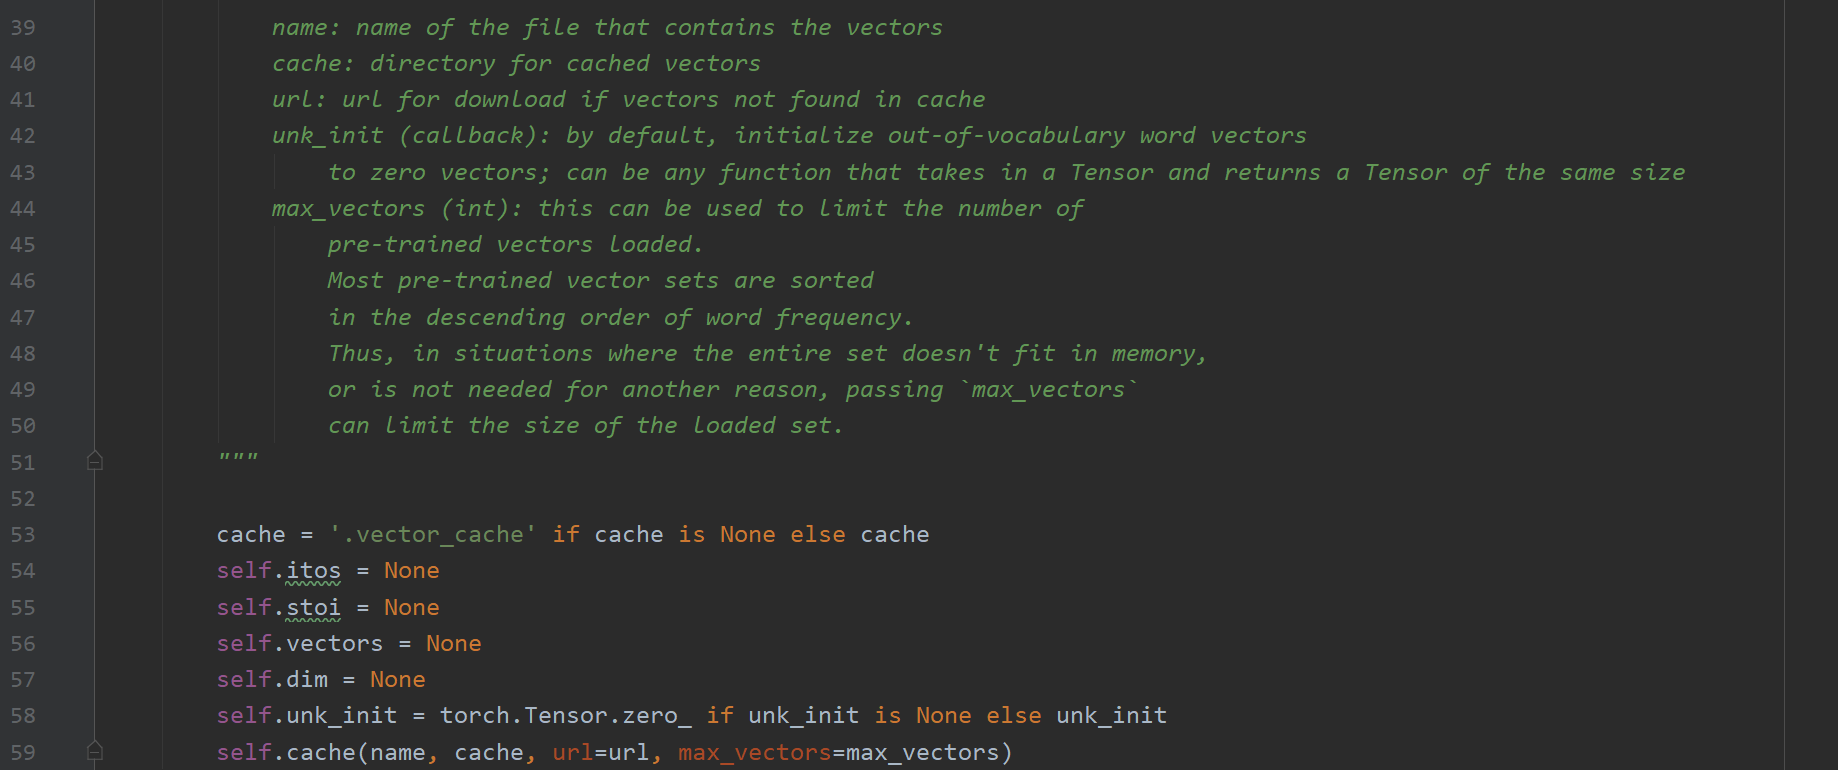 39 name: name of the file that contains the vectors
40 cache: directory for cached vectors
41 url: url for download if vectors not found in cache
42 unk_init (callback): by default, initialize out-of-vocabulary word vectors
43 to zero vectors; can be any function that takes in a Tensor and returns a Tensor of the same size
44 max_vectors (int): this can be used to limit the number of
45 pre-trained vectors loaded.
46 Most pre-trained vector sets are sorted
47 in the descending order of word frequency.
48 Thus, in situations where the entire set doesn't fit in memory,
49 or is not needed for another reason, passing `max_vectors`
50 can limit the size of the loaded set.
51 """
52
53 cache = '.vector_cache' if cache is None else cache
54 self.itos = None
55 self.stoi = None
56 self.vectors = None
57 self.dim = None
58 self.unk_init = torch.Tensor.zero_ if unk_init is None else unk_init
59 self.cache(name, cache, url=url, max_vectors=max_vectors)